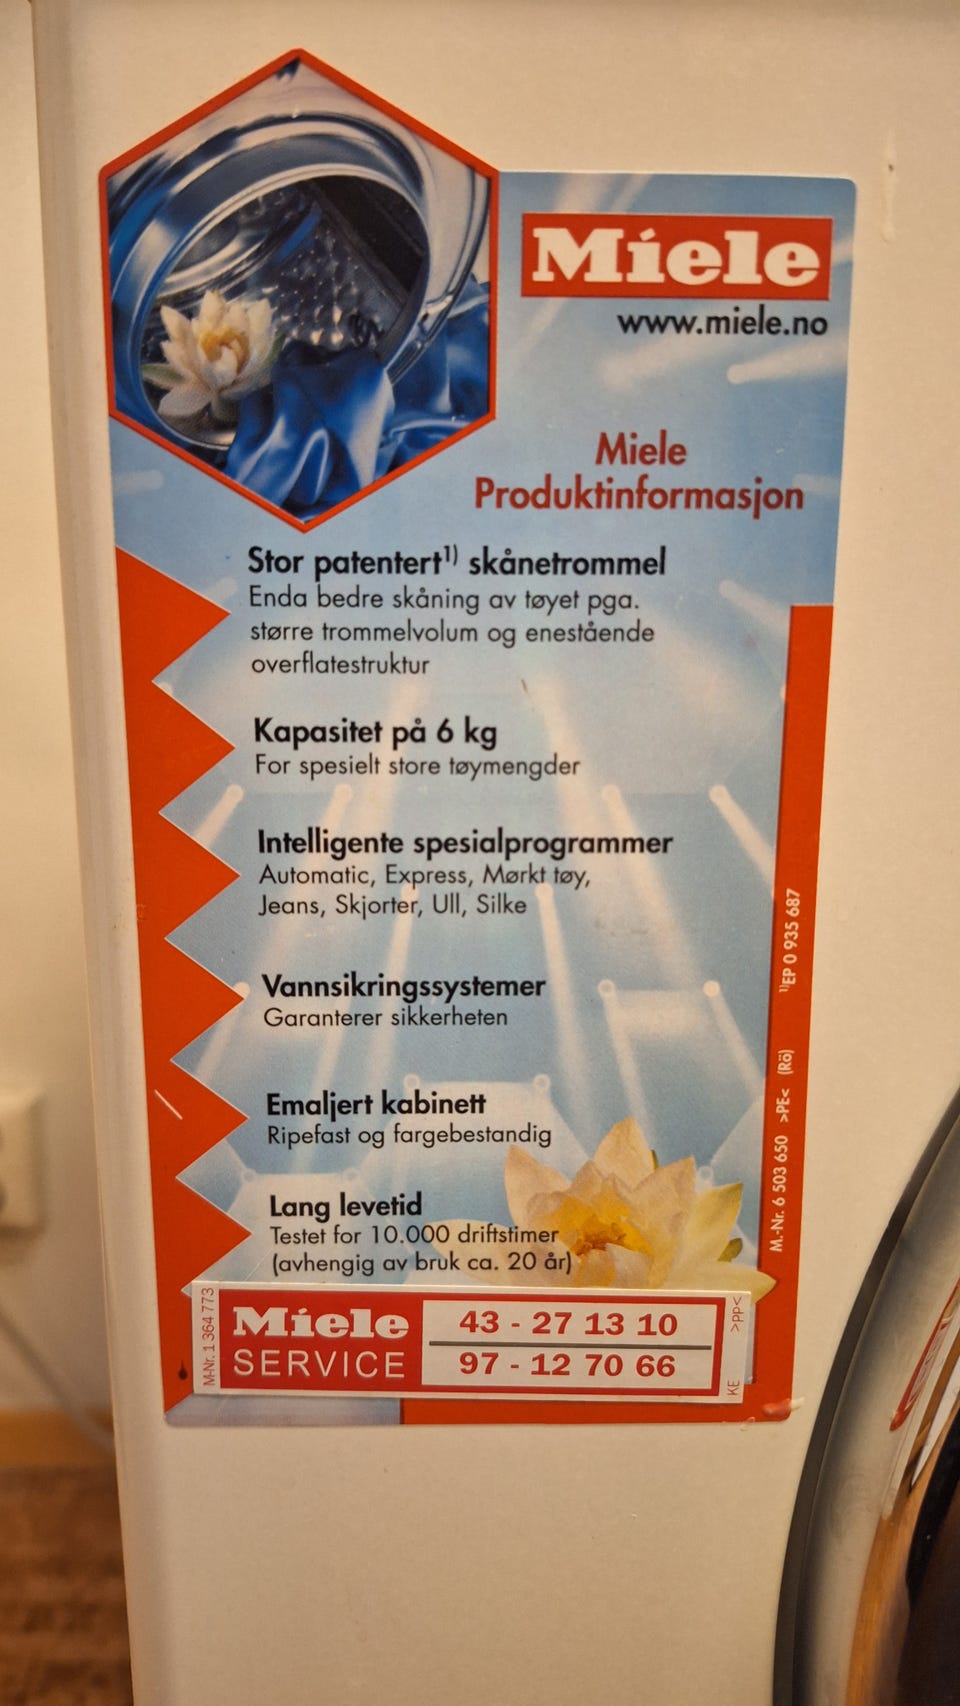 Miele
www.miele.no
Miele
Produktinformasjon
Stor patentert1) skånetrommel
Enda bedre skåning av tøyet pga.
større trommelvolum og enestående
overflatestruktur
Kapasitet på 6 kg
For spesielt store tøymengder
Intelligente spesialprogrammer
Automatic, Express, Mørkt tøy,
Jeans, Skjorter, Ull, Silke
Vannsikringssystemer
Garanterer sikkerheten
Emaljert kabinett
Ripefast og fargebestandig
Lang levetid
Testet for 10.000 driftstimer
(avhengig av bruk ca. 20 år)
M.-Nr. 6 503 650 >PE< (Rö) 1)EP 0 935 687
M-Nr. 1 364 773
Miele
SERVICE
43 - 27 13 10
97 - 12 70 66
KE >PP<